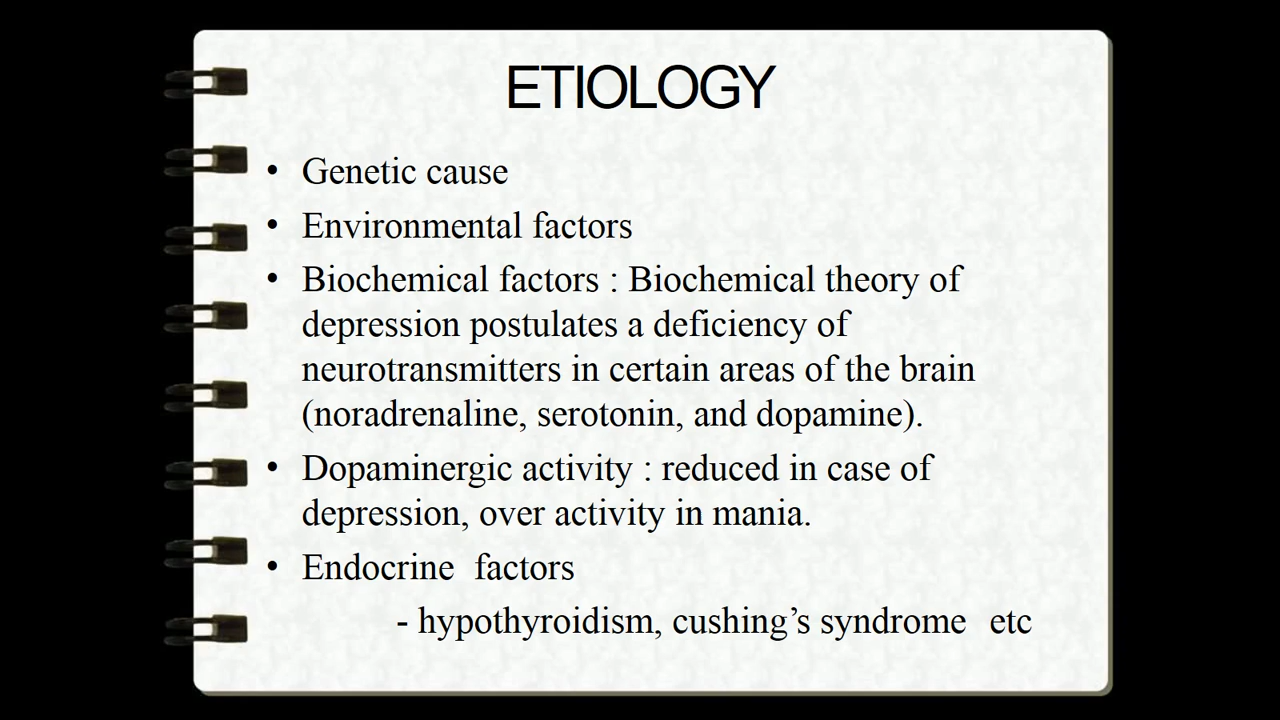 ETIOLOGY
• Genetic cause
• Environmental factors
• Biochemical factors : Biochemical theory of
depression postulates a deficiency of
neurotransmitters in certain areas of the brain
(noradrenaline, serotonin, and dopamine).
• Dopaminergic activity : reduced in case of
depression, over activity in mania.
• Endocrine  factors
- hypothyroidism, cushing’s syndrome  etc